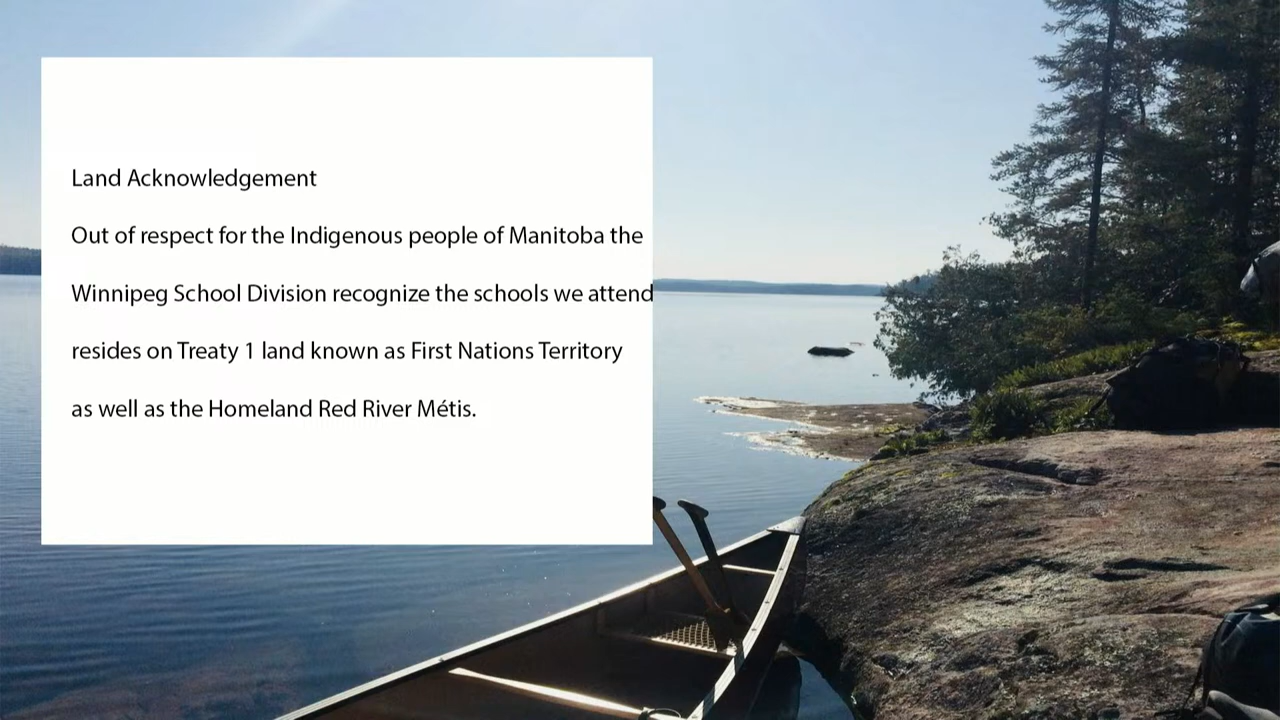 Land Acknowledgement
Out of respect for the Indigenous people of Manitoba the
Winnipeg School Division recognize the schools we attend
resides on Treaty 1 land known as First Nations Territory
as well as the Homeland Red River Métis.